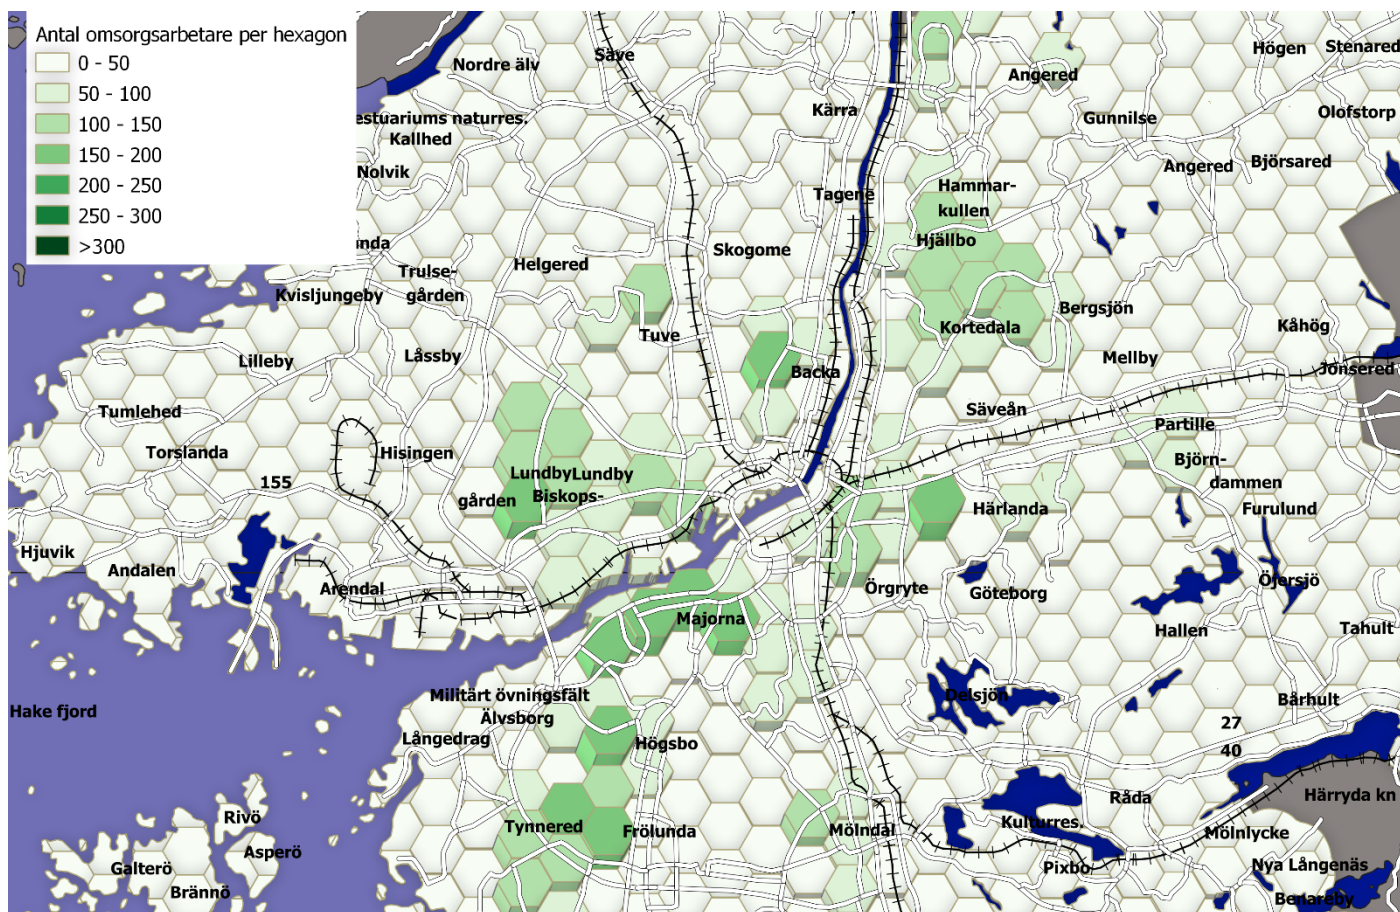 Antal omsorgsarbetare per hexagon
0 - 50
50 - 100
100 - 150
150 - 200
200 - 250
250 - 300
>300
Nordre älv
estuariums naturres.
Säve
Högen
Stenared
Angered
Kärra
Gunnilse
Olofstorp
Kallhed
Nolvik
Angered
Björsared
Tagene
Hammar-
kullen
Hjällbo
nda
Skogome
Helgered
Trulse-
gården
Kvisljungeby
Bergsjön
Kortedala
Kåhög
Tuve
Lilleby
Låssby
Mellby
Jonsered
Backa
Tumlehed
Säveån
Partille
Torslanda
Hisingen
Björn-
dammen
Lundby
Lundby
Biskops-
gården
155
Härlanda
Furulund
Hjuvik
Andalen
Arendal
Örgryte
Göteborg
Öjersjö
Majorna
Hallen
Tahult
Militärt övningsfält
Älvsborg
Delsjön
Bårhult
Hake fjord
27
40
Långedrag
Högsbo
Råda
Härryda kn
Rivö
Tynnered
Frölunda
Mölndal
Kulturres.
Mölnlycke
Asperö
Galterö
Pixbo
Nya Långenäs
Brännö
Benareby